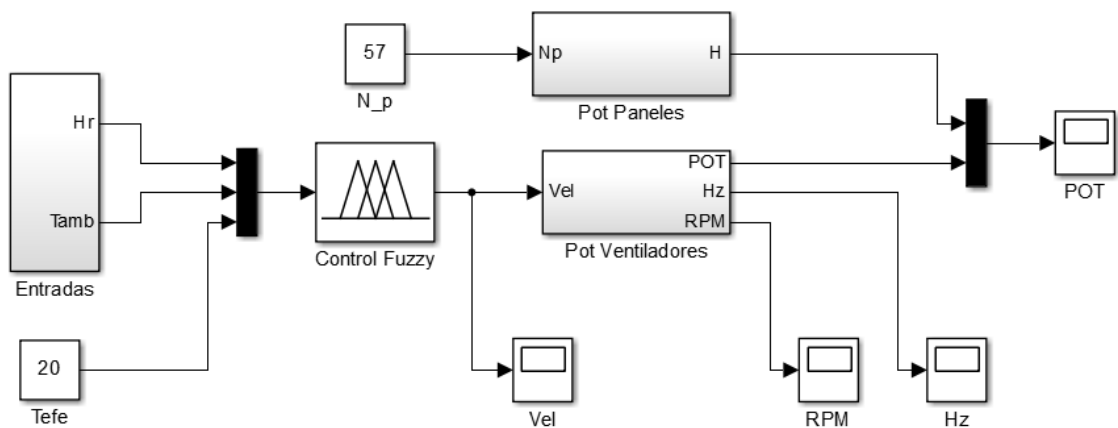 57
N_p
Np
H
Pot Paneles
Hr
Tamb
Entradas
Control Fuzzy
Vel
POT
Hz
RPM
Pot Ventiladores
POT
20
Tefe
Vel
RPM
Hz